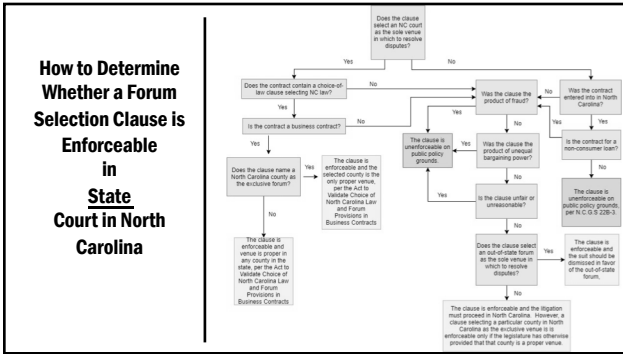 How to Determine
Whether a Forum
Selection Clause is
Enforceable
in
State
Court in North
Carolina
Does the clause
select an NC court
as the sole venue
in which to resolve
disputes?
Yes
No
Does the contract contain a choice-of-
law clause selecting NC law?
No
Yes
Was the clause the
product of fraud?
No
Was the contract
entered into in North
Carolina?
Is the contract a business contract?
No
Yes
Yes
No
Yes
Yes
The clause is
unenforceable on
public policy
grounds.
Yes
Was the clause the
product of unequal
bargaining power?
Is the contract for a
non-consumer loan?
Does the clause name a
North Carolina county as
the exclusive forum?
Yes
The clause is
enforceable and the
selected county is the
only proper venue,
per the Act to
Validate Choice of
North Carolina Law
and Forum
Provisions in
Business Contracts
No
No
Yes
Is the clause unfair or
unreasonable?
The clause is
unenforceable on
public policy grounds,
per N.C.G.S 22B-3.
No
No
The clause is
enforceable and
venue is proper in
any county in the
state, per the Act to
Validate Choice of
North Carolina Law
and Forum
Provisions in
Business Contracts
Does the clause select
an out-of-state forum
as the sole venue in
which to resolve
disputes?
Yes
The clause is
enforceable and
the suit should be
dismissed in favor
of the out-of-state
forum.
No
The clause is enforceable and the litigation
must proceed in North Carolina. However, a
clause selecting a particular county in North
Carolina as the exclusive venue is is
enforceable only if the legislature has otherwise
provided that that county is a proper venue.